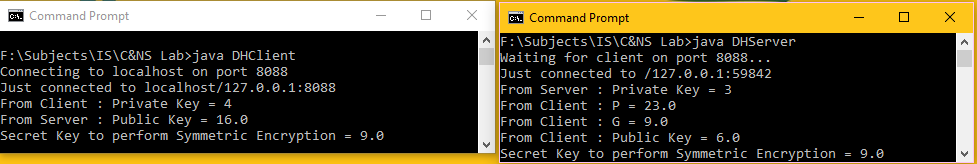 Command Prompt
F:\Subjects\IS\C&NS Lab>java DHClient
Connecting to localhost on port 8088
Just connected to localhost/127.0.0.1:8088
From Client : Private Key = 4
From Server : Public Key = 16.0
Secret Key to perform Symmetric Encryption = 9.0
Command Prompt
F:\Subjects\IS\C&NS Lab>java DHServer
Waiting for client on port 8088...
Just connected to /127.0.0.1:59842
From Server : Private Key = 3
From Client : P = 23.0
From Client : G = 9.0
From Client : Public Key = 6.0
Secret Key to perform Symmetric Encryption = 9.0